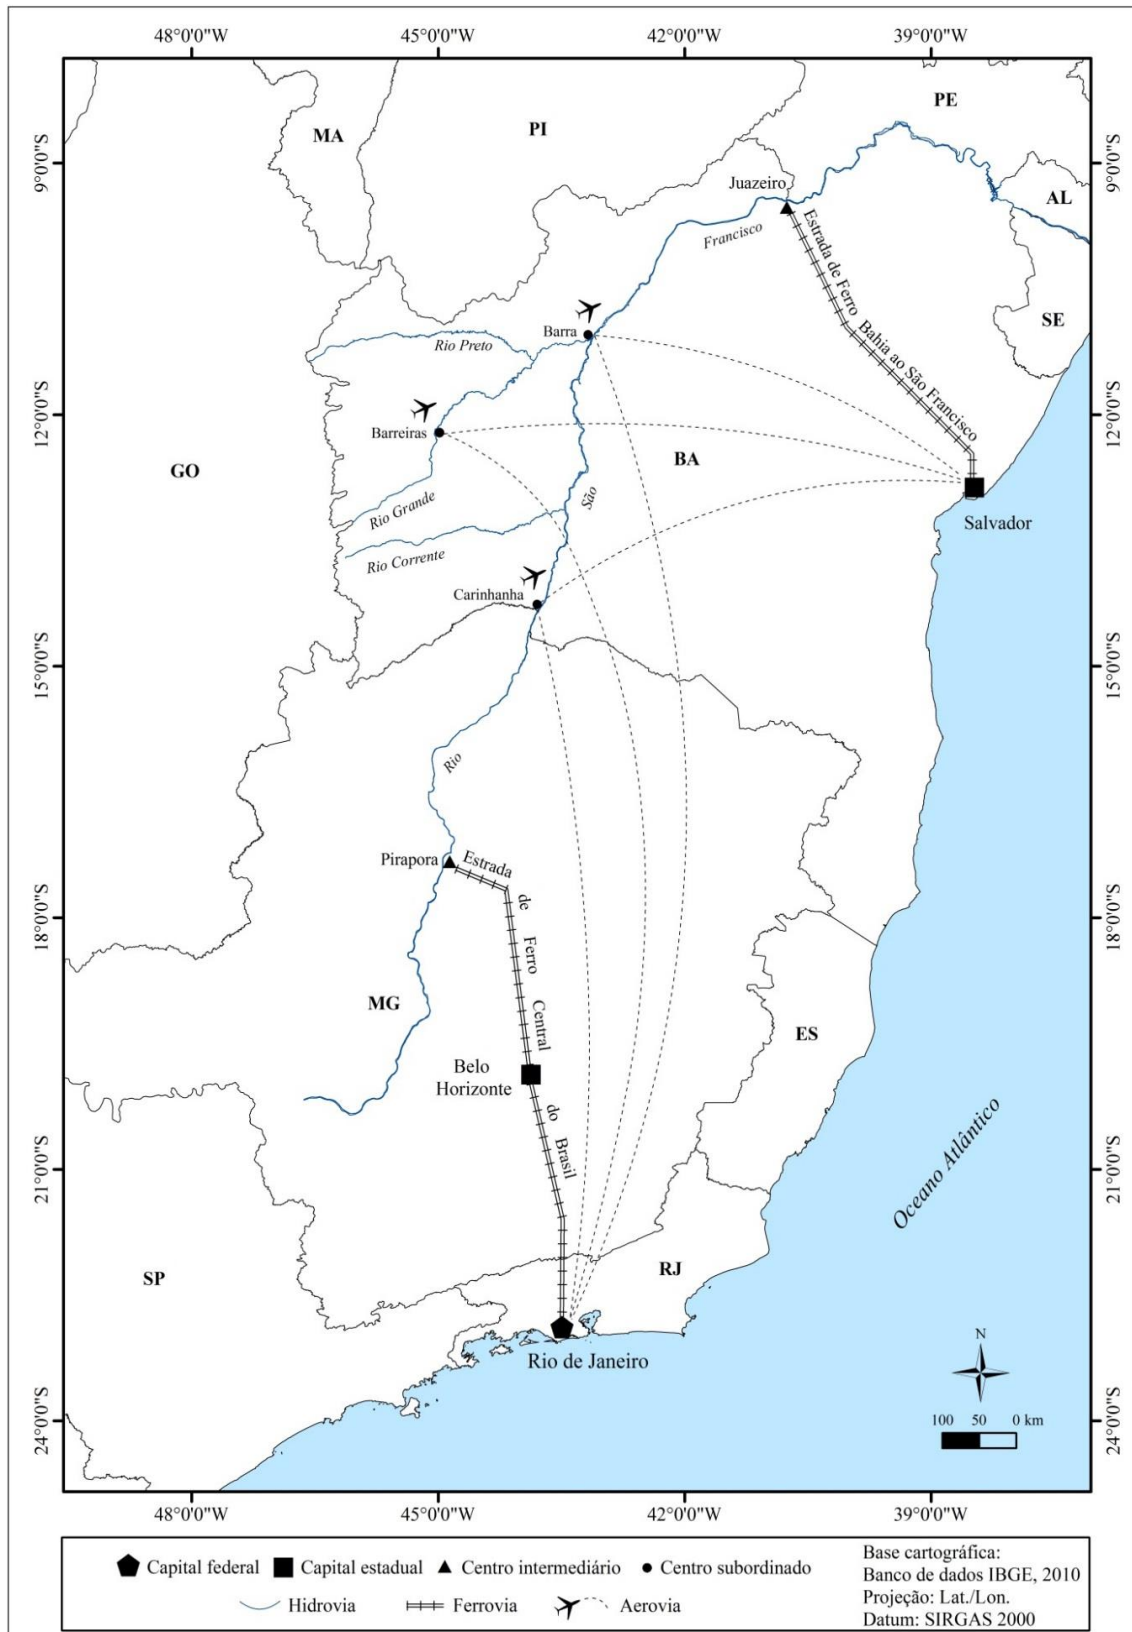 48°0'0"W 45°0'0"W 42°0'0"W 39°0'0"W
9°0'0"S
12°0'0"S
15°0'0"S
18°0'0"S
21°0'0"S
24°0'0"S
9°0'0"S
12°0'0"S
15°0'0"S
18°0'0"S
21°0'0"S
24°0'0"S
PE
PI
MA
Juazeiro
AL
Francisco
Estrada de Ferro Bahia ao São Francisco
SE
Barra
Rio Preto
Barreiras
BA
GO
São
Rio Grande
Salvador
Rio Corrente
Carinhanha
Rio
Pirapora
Estrada de Ferro Central do Brasil
MG
ES
Belo
Horizonte
Oceano Atlântico
SP
RJ
N
Rio de Janeiro
100 50 0 km
48°0'0"W 45°0'0"W 42°0'0"W 39°0'0"W
Capital federal Capital estadual Centro intermediário Centro subordinado
Hidrovia Ferrovia Aerovia
Base cartográfica:
Banco de dados IBGE, 2010
Projeção: Lat./Lon.
Datum: SIRGAS 2000